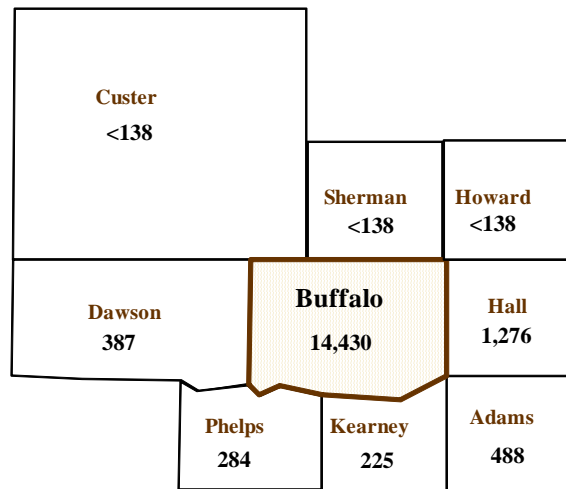 Custer
<138
Sherman
<138
Howard
<138
Dawson
387
Buffalo
14,430
Hall
1,276
Phelps
284
Kearney
225
Adams
488